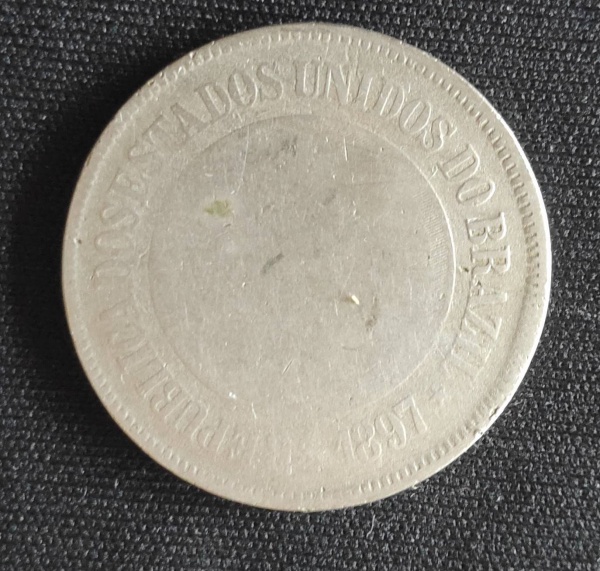 REPUBLICA DOS ESTADOS UNIDOS DO BRAZIL
1897